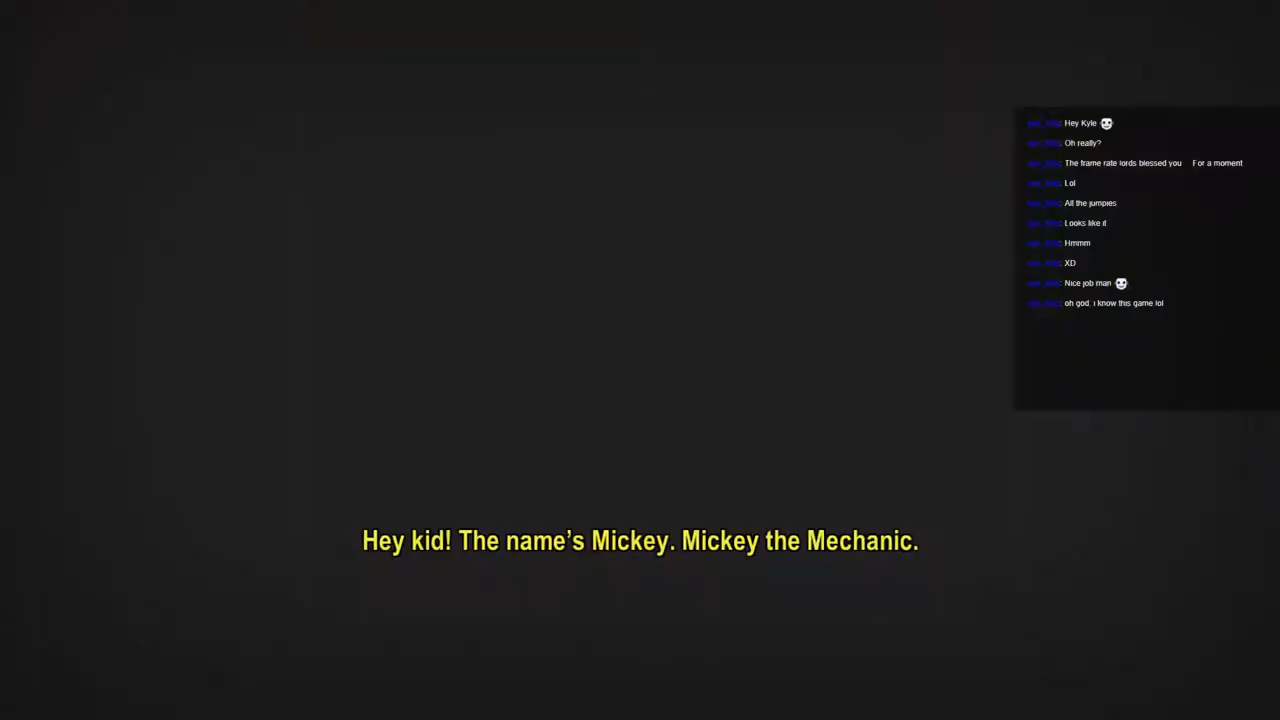 Hey Kyle
Oh really?
The frame rate lords blessed you For a moment
Lol
All the jumpies
Looks like it
Hmmm
XD
Nice job man
oh god, i know this game lol
Hey kid! The name's Mickey. Mickey the Mechanic.